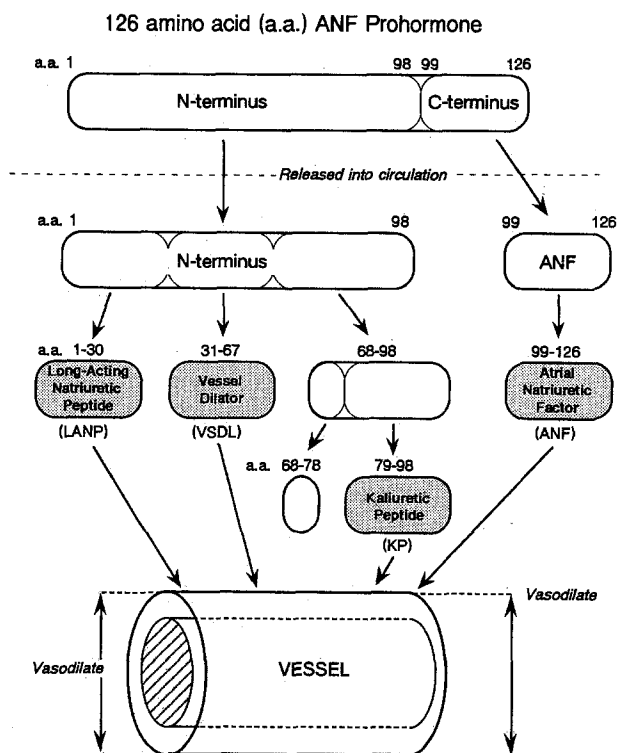 126 amino acid (a.a.) ANF Prohormone
a.a. 1 98 99 126
N-terminus C-terminus
Released into circulation
a.a. 1 98 99 126
N-terminus ANF
a.a. 1-30 31-67 68-98 99-126
Long-Acting
Natriuretic
Peptide
(LANP)
Vessel
Dilator
(VSDL)
Atrial
Natriuretic
Factor
(ANF)
a.a. 68-78 79-98
Kaliuretic
Peptide
(KP)
Vasodilate
Vasodilate
VESSEL